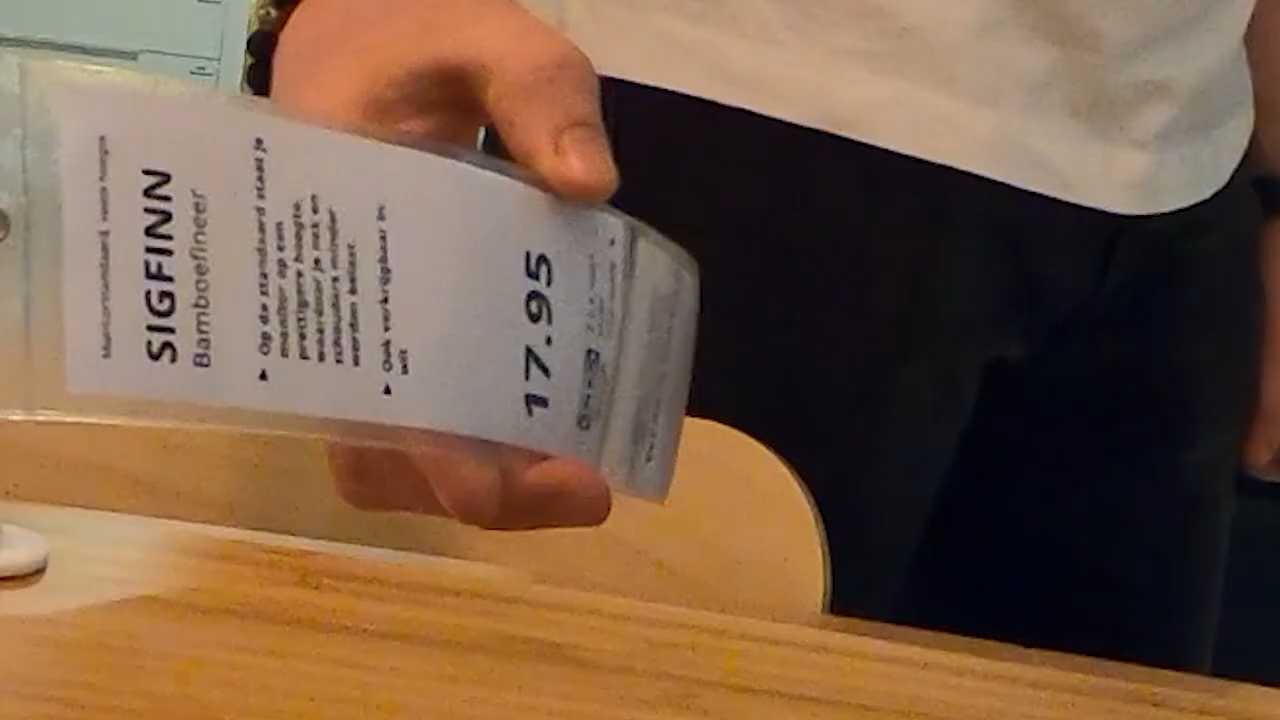 Monitorstandaard, vaste hoogte
SIGFINN
Bamboefineer
▶ Op de standaard staat je
monitor op een
prettigere hoogte,
waardoor je nek en
schouders minder
worden belast.
▶ Ook verkrijgbaar in:
wit
17.95